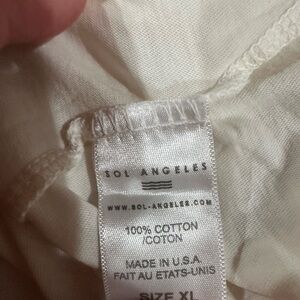 SOL ANGELES
WWW.SOL-ANGELES.COM
100% COTTON
/COTON
MADE IN U.S.A.
FAIT AU ETATS-UNIS
SIZE XL